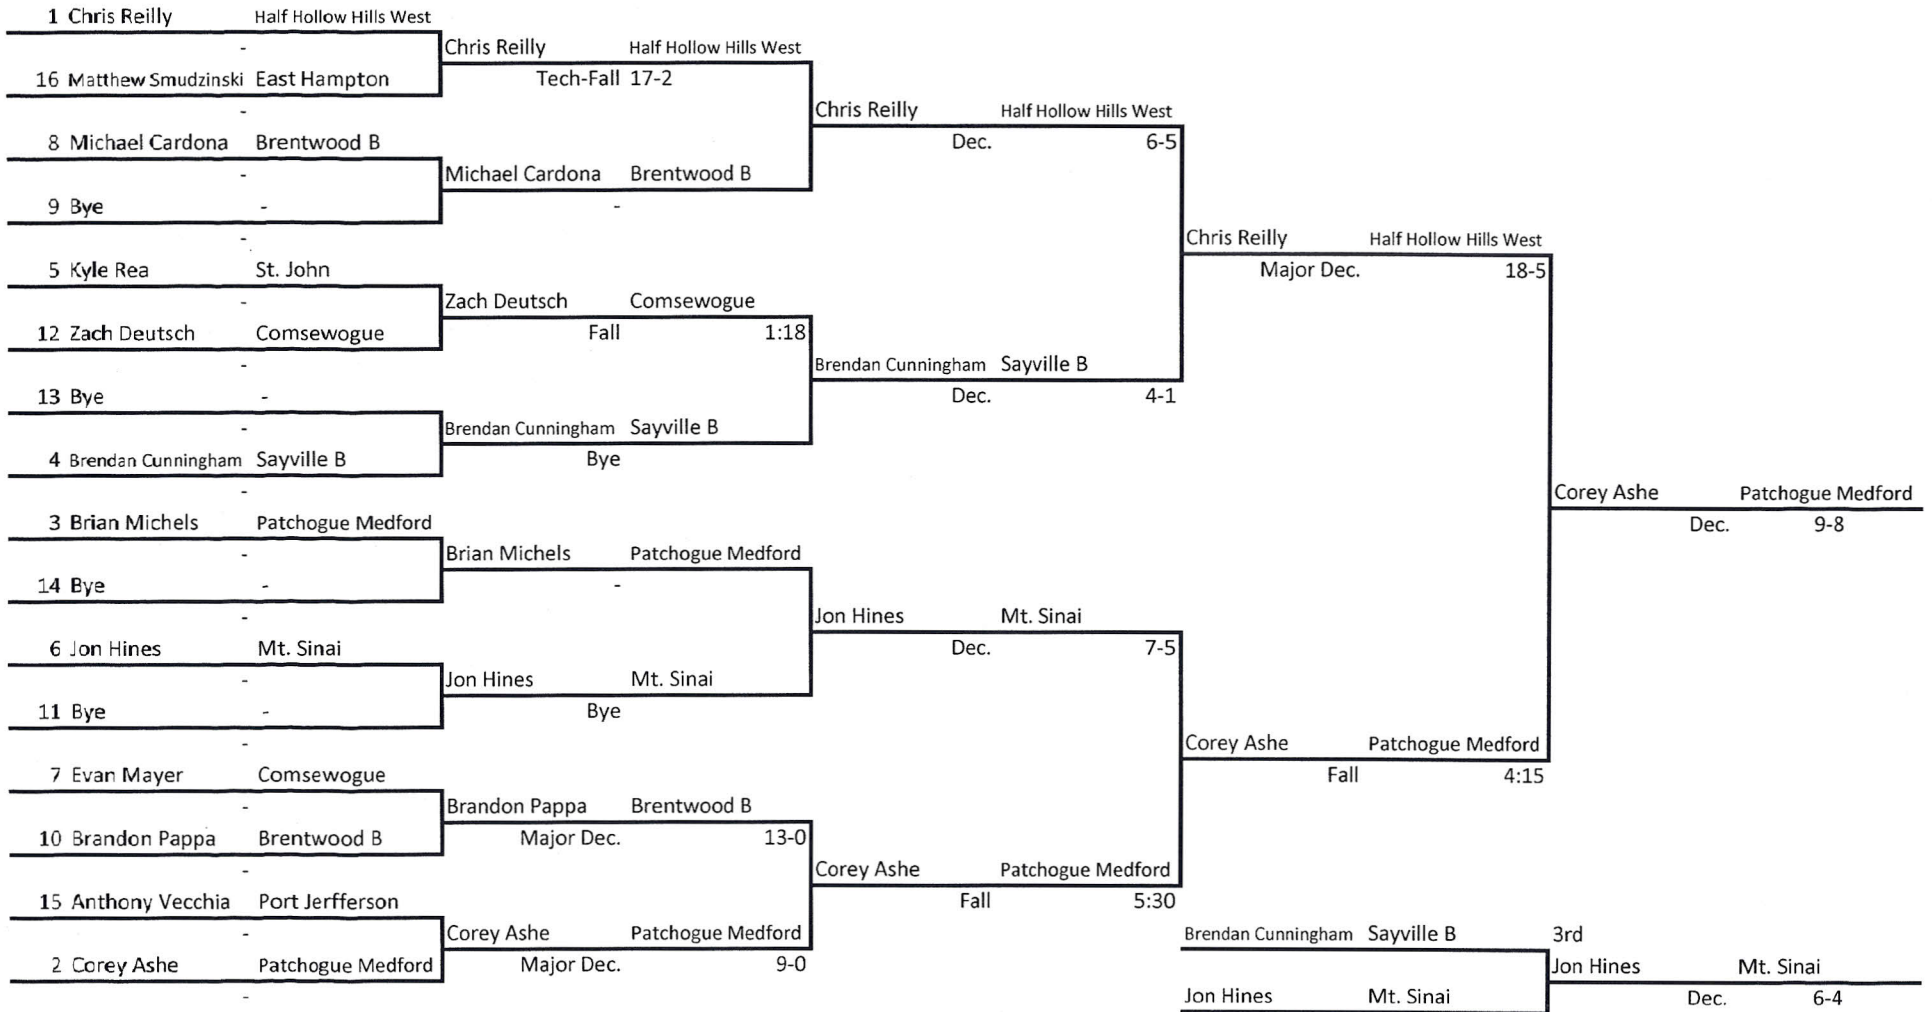 1 Chris Reilly Half Hollow Hills West
-
Chris Reilly Half Hollow Hills West
16 Matthew Smudzinski East Hampton
Tech-Fall 17-2
-
Chris Reilly Half Hollow Hills West
8 Michael Cardona Brentwood B
Dec. 6-5
-
Michael Cardona Brentwood B
9 Bye -
-
-
Chris Reilly Half Hollow Hills West
5 Kyle Rea St. John
Major Dec. 18-5
-
Zach Deutsch Comsewogue
12 Zach Deutsch Comsewogue
Fall 1:18
-
Brendan Cunningham Sayville B
13 Bye -
Dec. 4-1
-
Brendan Cunningham Sayville B
4 Brendan Cunningham Sayville B
Bye
-
Corey Ashe Patchogue Medford
3 Brian Michels Patchogue Medford
Dec. 9-8
-
Brian Michels Patchogue Medford
14 Bye -
-
-
Jon Hines Mt. Sinai
6 Jon Hines Mt. Sinai
Dec. 7-5
-
Jon Hines Mt. Sinai
11 Bye -
Bye
-
Corey Ashe Patchogue Medford
7 Evan Mayer Comsewogue
Fall 4:15
-
Brandon Pappa Brentwood B
10 Brandon Pappa Brentwood B
Major Dec. 13-0
-
Corey Ashe Patchogue Medford
15 Anthony Vecchia Port Jerfferson
Fall 5:30
-
Corey Ashe Patchogue Medford
Brendan Cunningham Sayville B 3rd
2 Corey Ashe Patchogue Medford
Major Dec. 9-0
Jon Hines Mt. Sinai
-
Jon Hines Mt. Sinai
Dec. 6-4